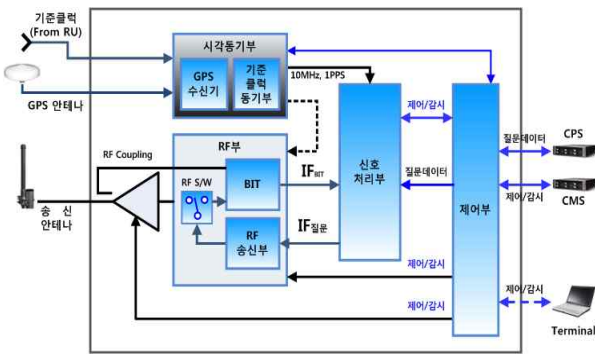 기준클럭
(From RU)
GPS 안테나
시각동기부
GPS
수신기
기준
클럭
동기부
10MHz, 1PPS
RF부
RF Coupling
RF S/W
BIT
RF
송신부
IF BIT
IF 질문
송 신
안테나
신호
처리부
제어/감시
질문데이터
제어부
제어/감시
제어/감시
질문데이터
제어/감시
제어/감시
CPS
CMS
Terminal